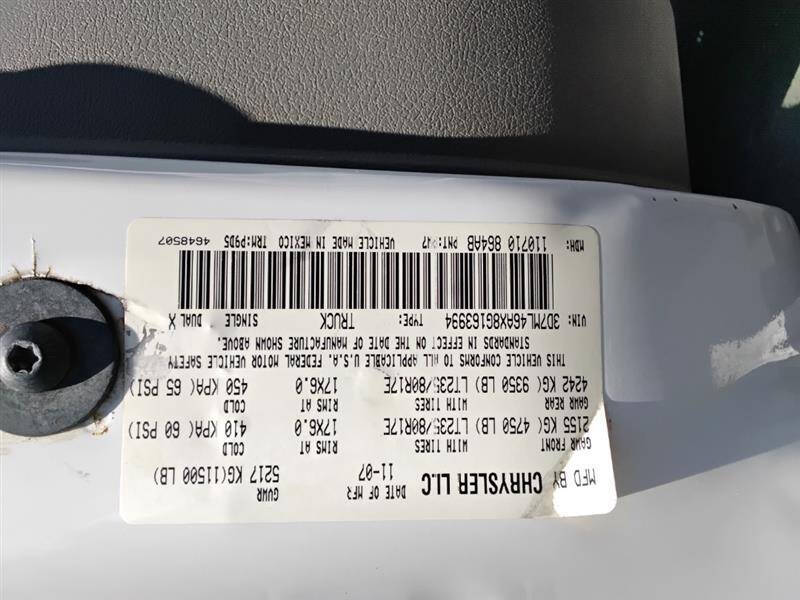 MFD BY CHRYSLER LLC DATE OF MFR GVWR
11-07 5217 KG(11500 LB)
GAWR FRONT WITH TIRES RIMS AT COLD
2155 KG( 4750 LB) LT235/80R17E 17X6.0 410 KPA( 60 PSI)
GAWR REAR WITH TIRES RIMS AT COLD
4242 KG( 9350 LB) LT235/80R17E 17X6.0 450 KPA( 65 PSI)
THIS VEHICLE CONFORMS TO ALL APPLICABLE U.S.A. FEDERAL MOTOR VEHICLE SAFETY
STANDARDS IN EFFECT ON THE DATE OF MANUFACTURE SHOWN ABOVE.
VIN: 3D7ML46AX8G163994 TYPE: TRUCK SINGLE DUAL X
MDH: 110710 864AB PNT: VEHICLE MADE IN MEXICO TRM:P9D5 4648507